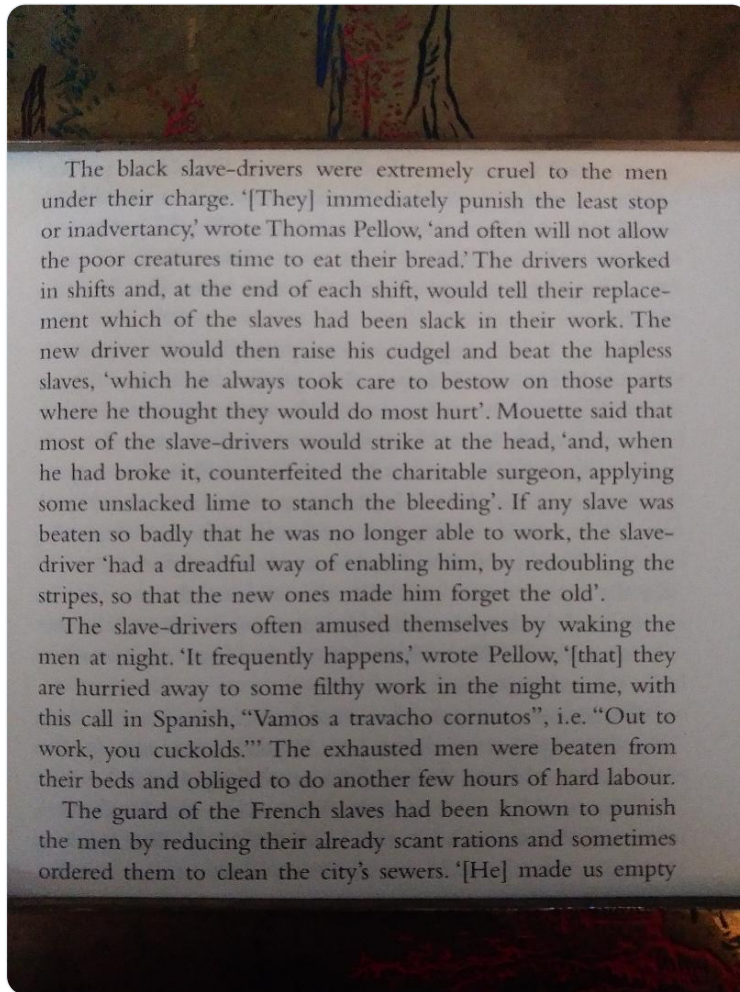 The black slave-drivers were extremely cruel to the men
under their charge. ‘[They] immediately punish the least stop
or inadvertancy,’ wrote Thomas Pellow, ‘and often will not allow
the poor creatures time to eat their bread.’ The drivers worked
in shifts and, at the end of each shift, would tell their replace-
ment which of the slaves had been slack in their work. The
new driver would then raise his cudgel and beat the hapless
slaves, ‘which he always took care to bestow on those parts
where he thought they would do most hurt’. Mouette said that
most of the slave-drivers would strike at the head, ‘and, when
he had broke it, counterfeited the charitable surgeon, applying
some unslacked lime to stanch the bleeding’. If any slave was
beaten so badly that he was no longer able to work, the slave-
driver ‘had a dreadful way of enabling him, by redoubling the
stripes, so that the new ones made him forget the old’.
The slave-drivers often amused themselves by waking the
men at night. ‘It frequently happens,’ wrote Pellow, ‘[that] they
are hurried away to some filthy work in the night time, with
this call in Spanish, “Vamos a travacho cornutos”, i.e. “Out to
work, you cuckolds.”’ The exhausted men were beaten from
their beds and obliged to do another few hours of hard labour.
The guard of the French slaves had been known to punish
the men by reducing their already scant rations and sometimes
ordered them to clean the city’s sewers. ‘[He] made us empty